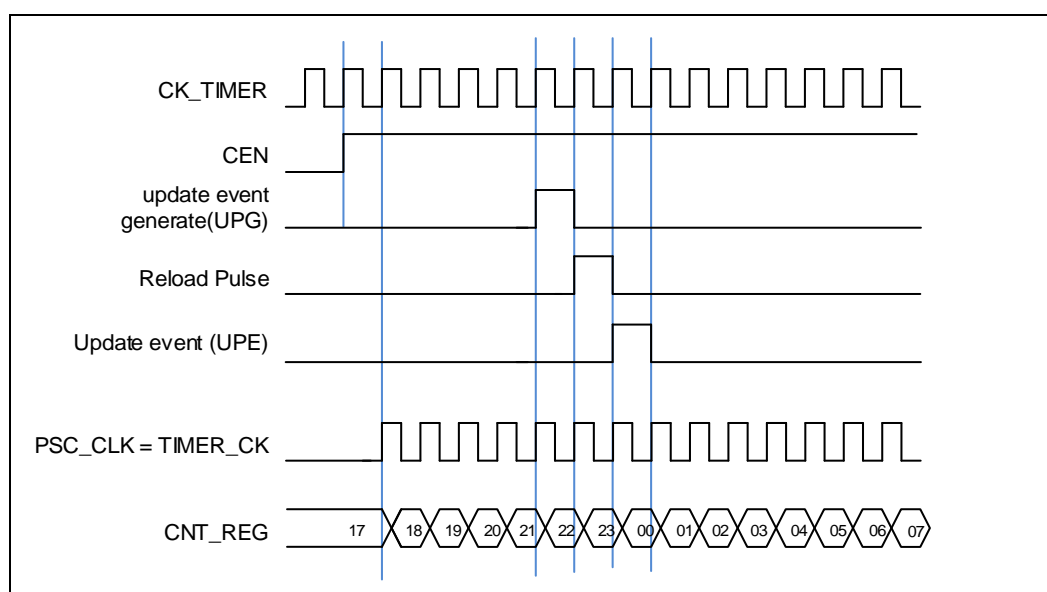 CK_TIMER
CEN
update event
generate(UPG)
Reload Pulse
Update event (UPE)
PSC_CLK = TIMER_CK
CNT_REG 17 18 19 20 21 22 23 00 01 02 03 04 05 06 07